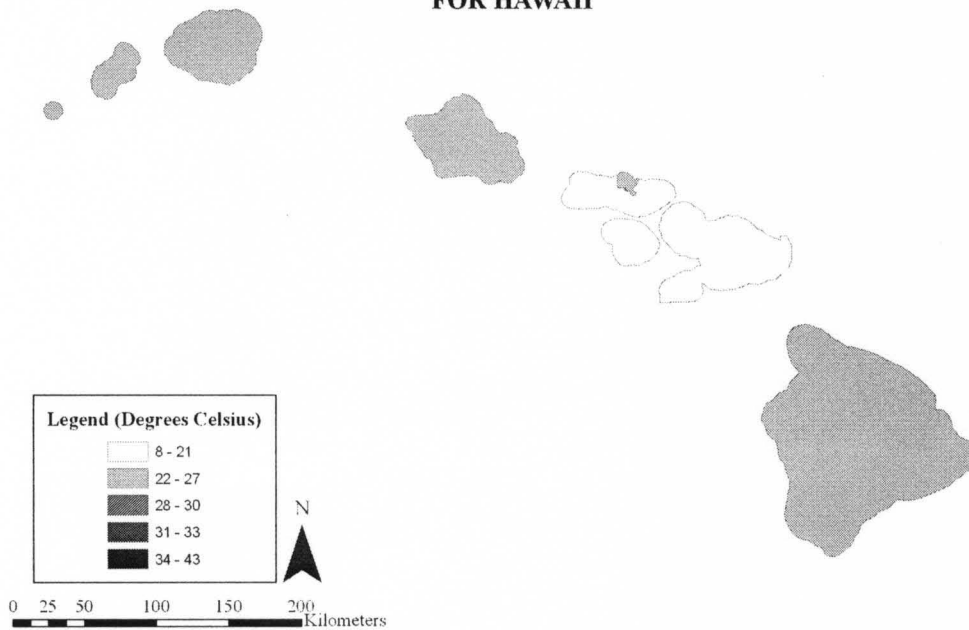 FOR HAWAII
Legend (Degrees Celsius)
8 - 21
22 - 27
28 - 30
31 - 33
34 - 43
N
0 25 50 100 150 200
Kilometers